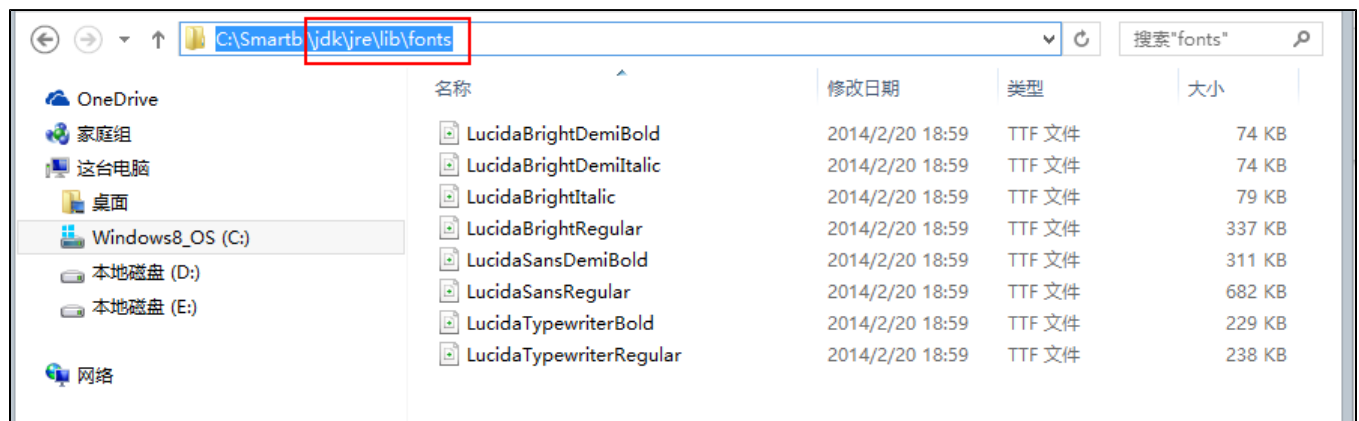 C:\Smartbi\jdk\jre\lib\fonts 搜索"fonts"
名称 修改日期 类型 大小
OneDrive
家庭组
这台电脑
桌面
Windows8_OS (C:)
本地磁盘 (D:)
本地磁盘 (E:)
网络
LucidaBrightDemiBold 2014/2/20 18:59 TTF 文件 74 KB
LucidaBrightDemiItalic 2014/2/20 18:59 TTF 文件 74 KB
LucidaBrightItalic 2014/2/20 18:59 TTF 文件 79 KB
LucidaBrightRegular 2014/2/20 18:59 TTF 文件 337 KB
LucidaSansDemiBold 2014/2/20 18:59 TTF 文件 311 KB
LucidaSansRegular 2014/2/20 18:59 TTF 文件 682 KB
LucidaTypewriterBold 2014/2/20 18:59 TTF 文件 229 KB
LucidaTypewriterRegular 2014/2/20 18:59 TTF 文件 238 KB